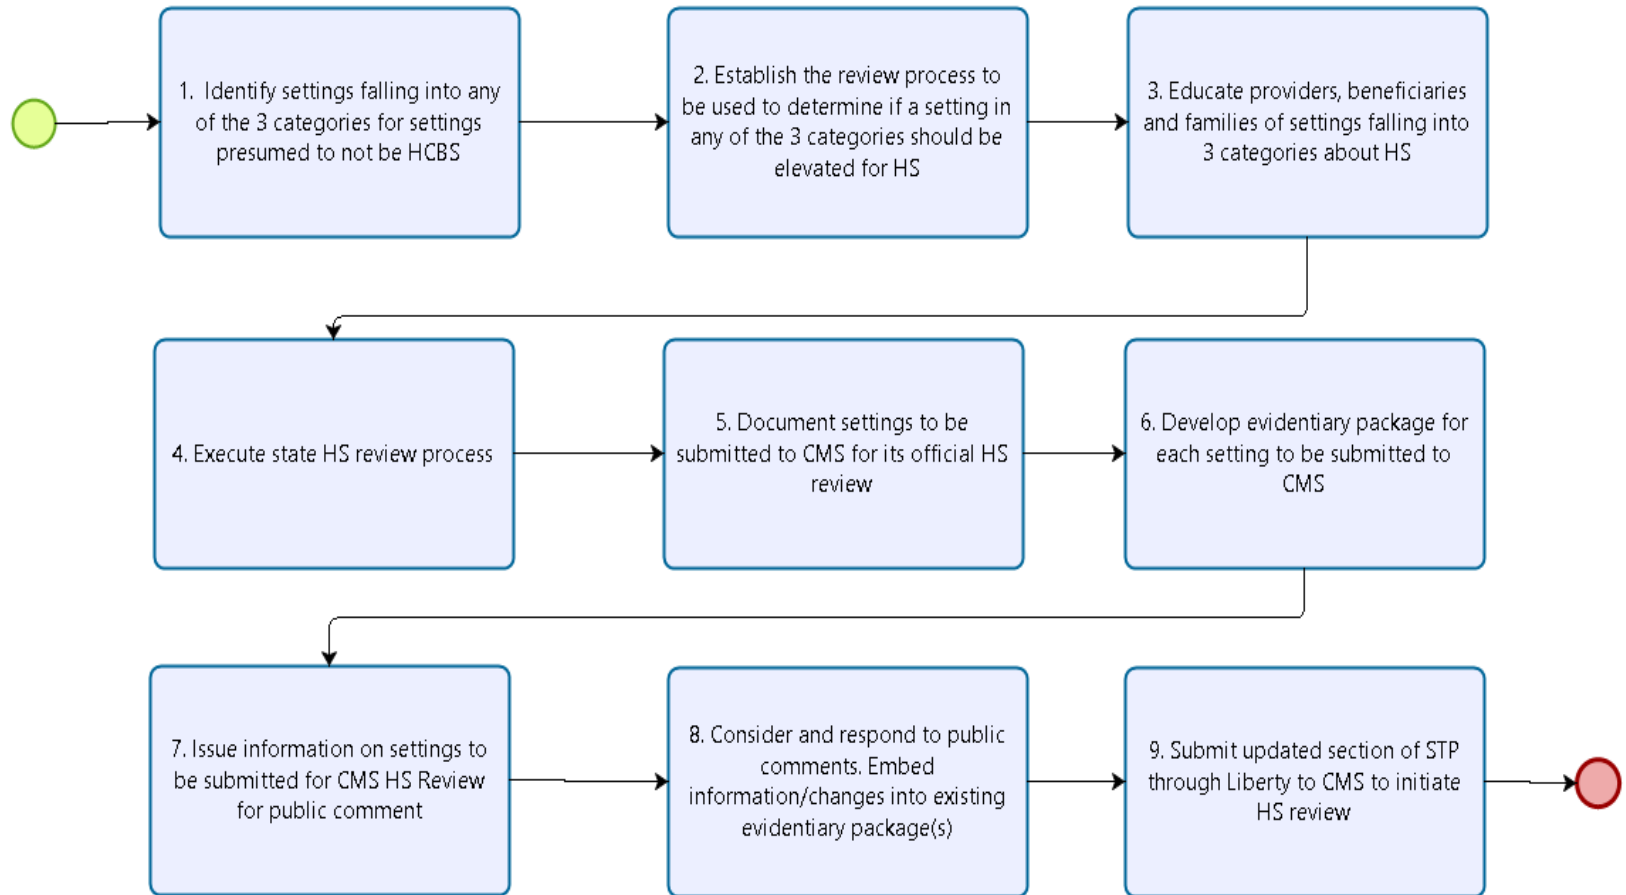 1. Identify settings falling into any
of the 3 categories for settings
presumed to not be HCBS
2. Establish the review process to
be used to determine if a setting in
any of the 3 categories should be
elevated for HS
3. Educate providers, beneficiaries
and families of settings falling into
3 categories about HS
4. Execute state HS review process
5. Document settings to be
submitted to CMS for its official HS
review
6. Develop evidentiary package for
each setting to be submitted to
CMS
7. Issue information on settings to
be submitted for CMS HS Review
for public comment
8. Consider and respond to public
comments. Embed
information/changes into existing
evidentiary package(s)
9. Submit updated section of STP
through Liberty to CMS to initiate
HS review